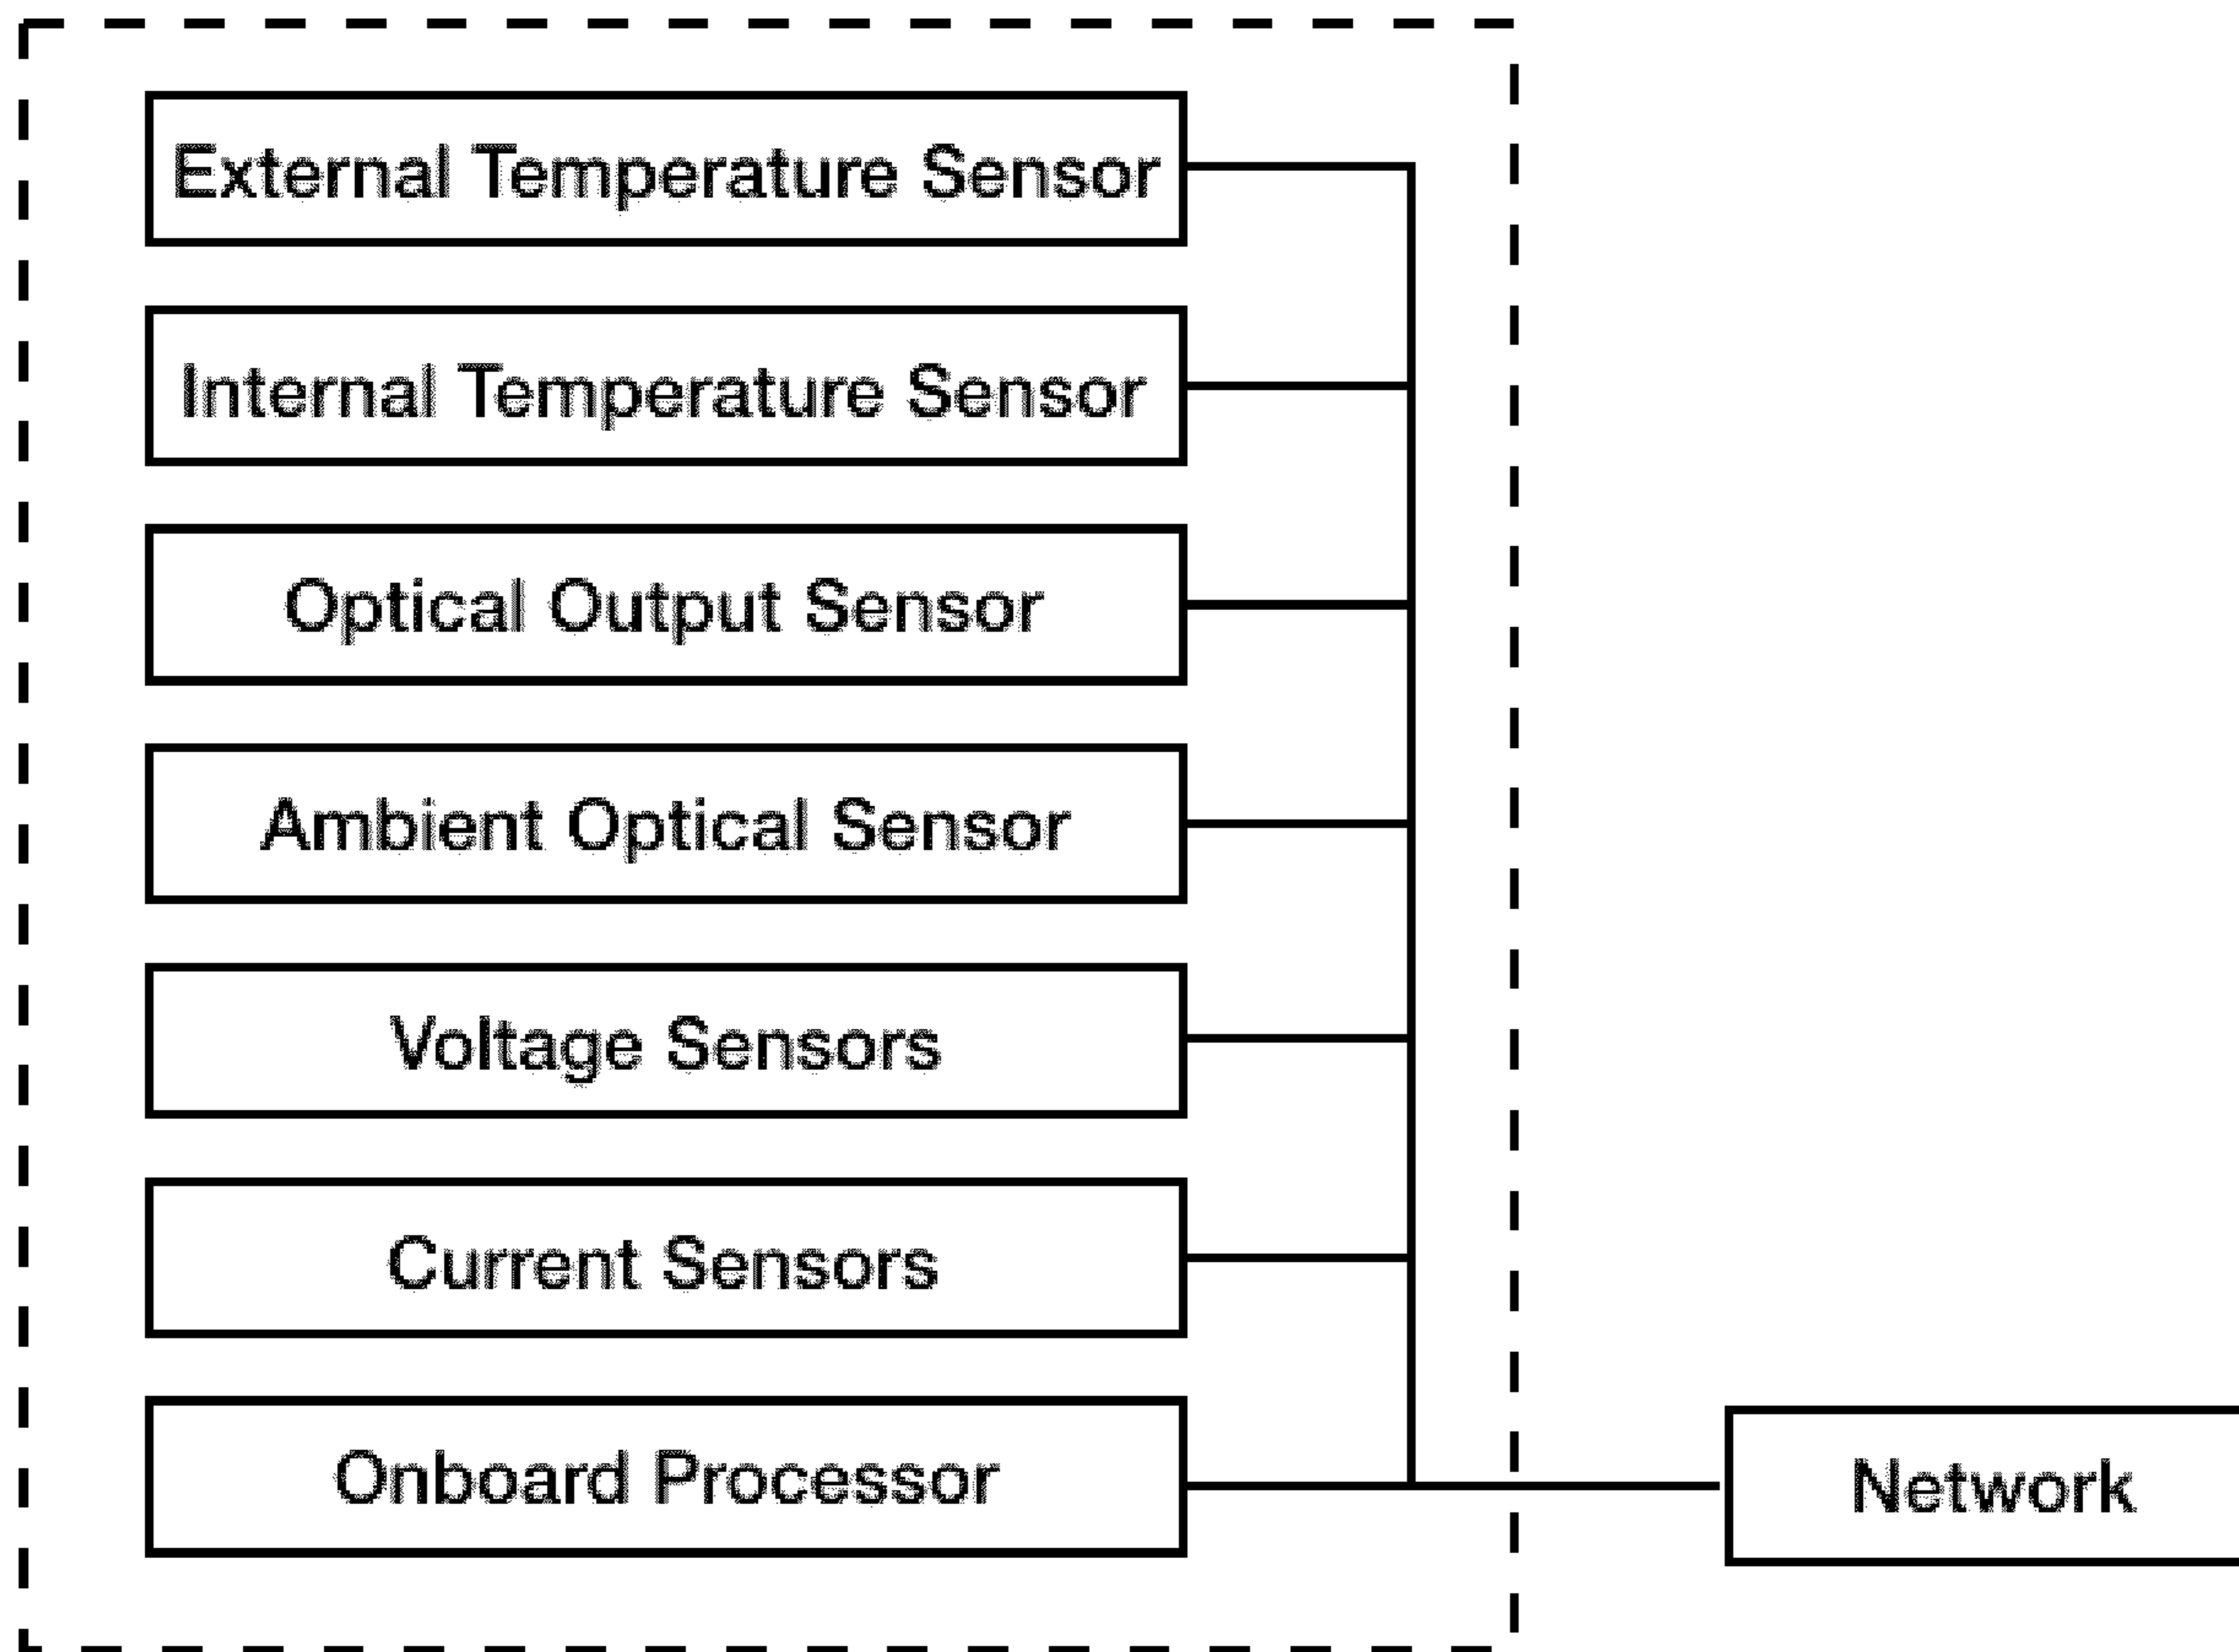 External Temperature Sensor
Internal Temperature Sensor
Optical Output Sensor
Ambient Optical Sensor
Voltage Sensors
Current Sensors
Onboard Processor
Network